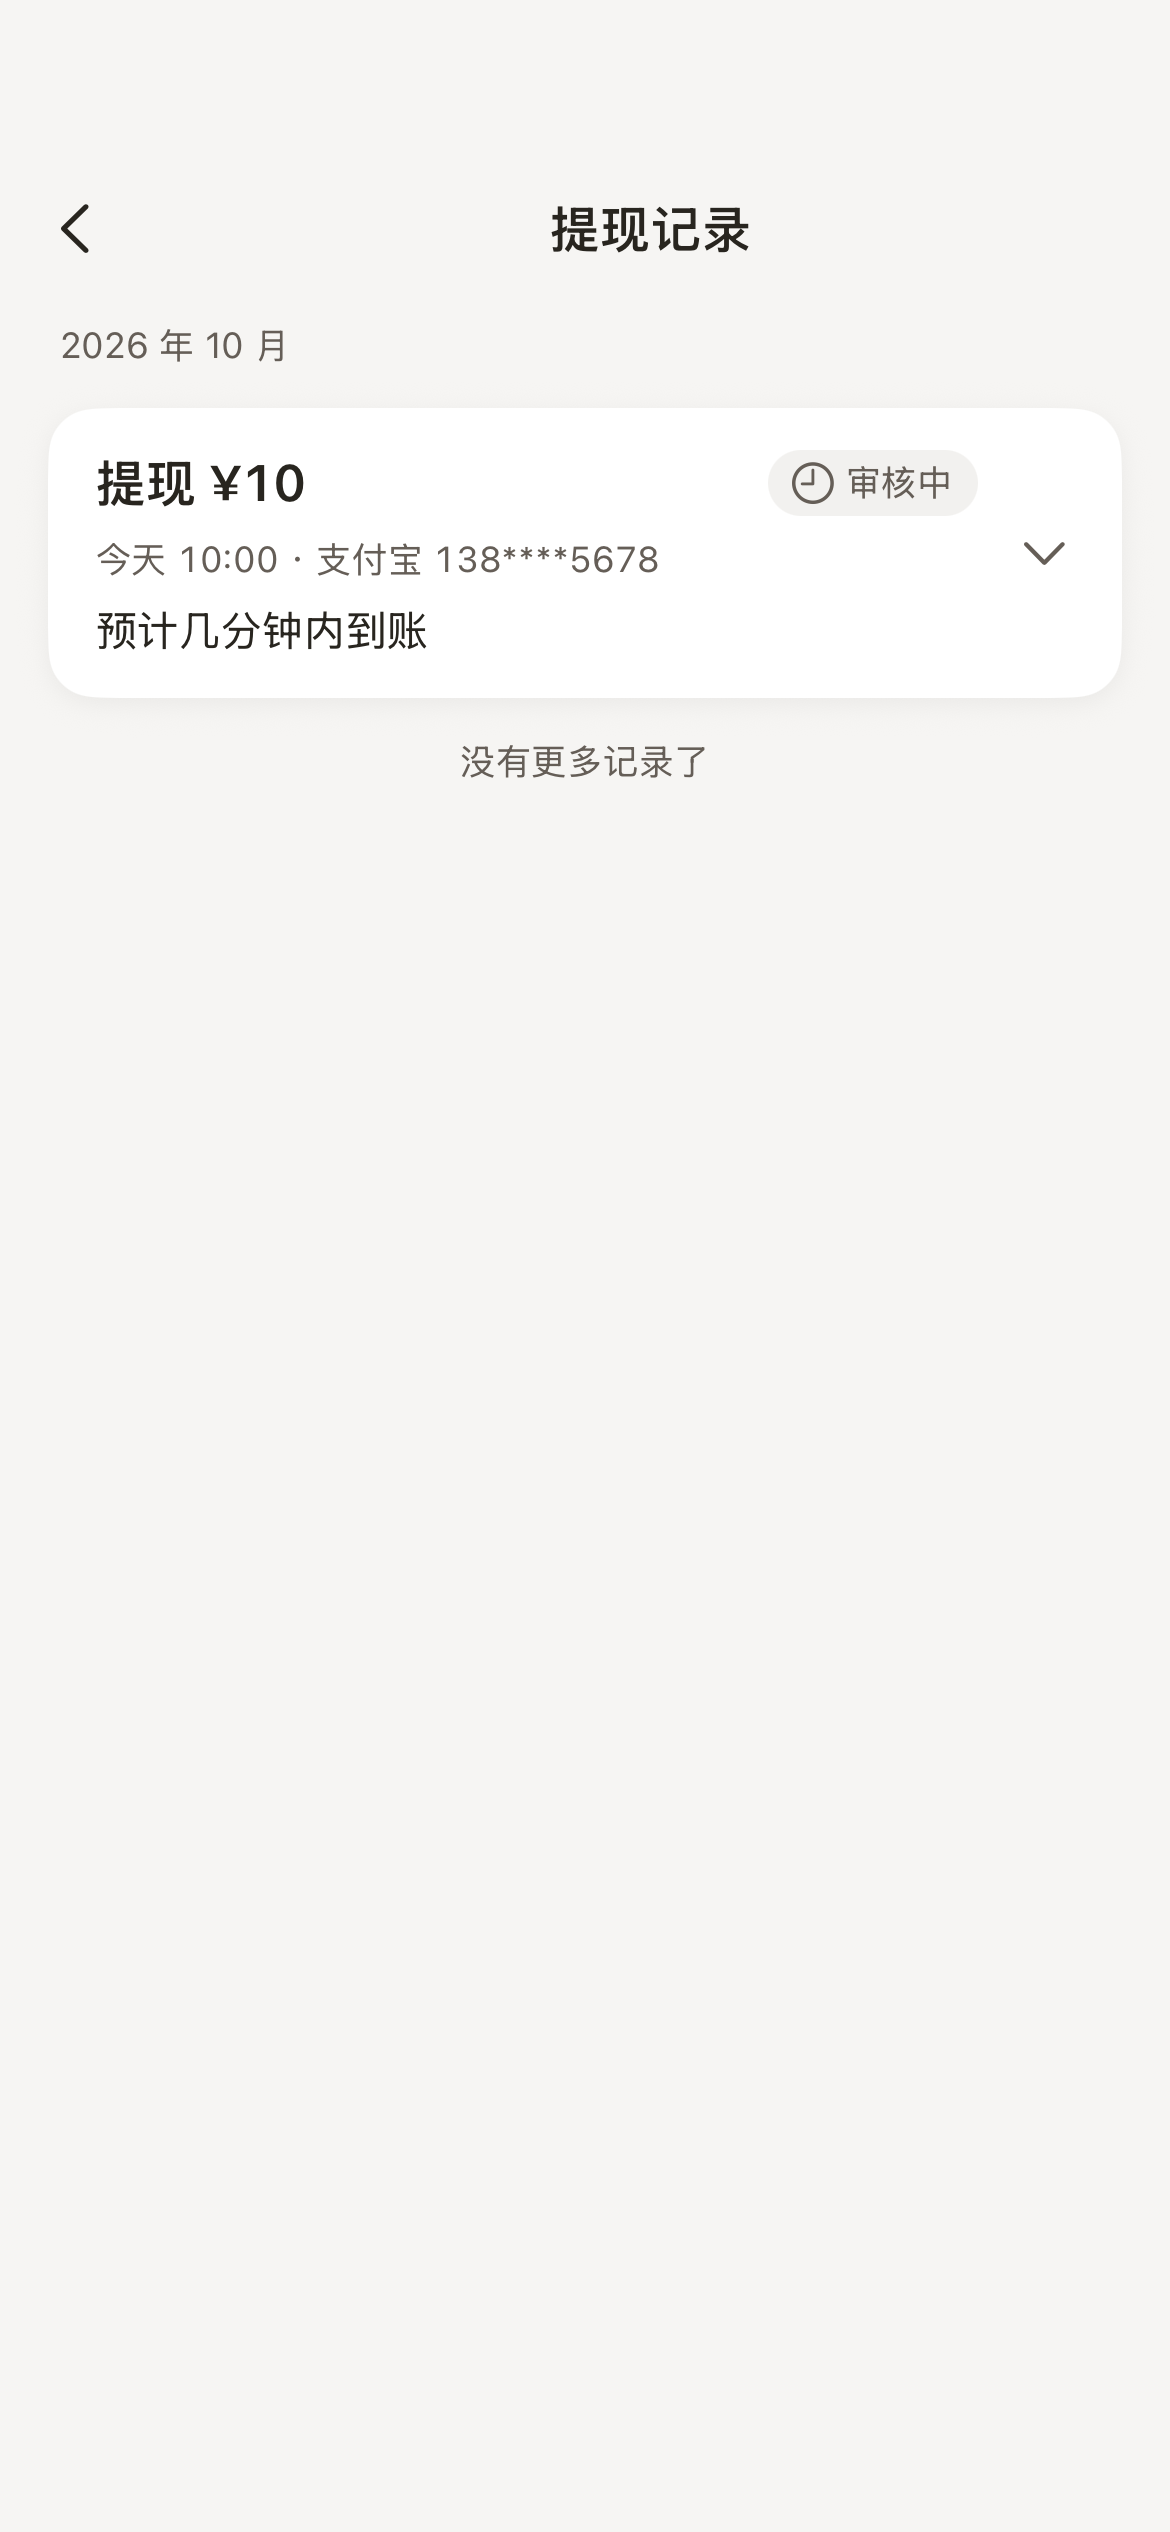 提现记录
2026 年 10 月
提现 ¥10
审核中
今天 10:00 · 支付宝 138****5678
预计几分钟内到账
没有更多记录了